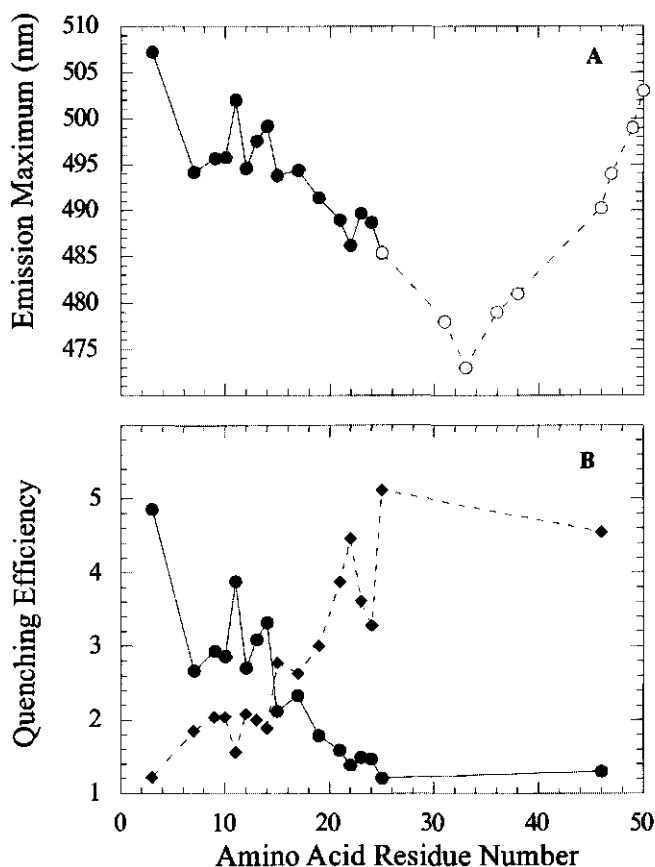 510
A
505
500
495
490
485
480
475
Emission Maximum (nm)
B
5
4
3
2
1
Quenching Efficiency
0 10 20 30 40 50
Amino Acid Residue Number